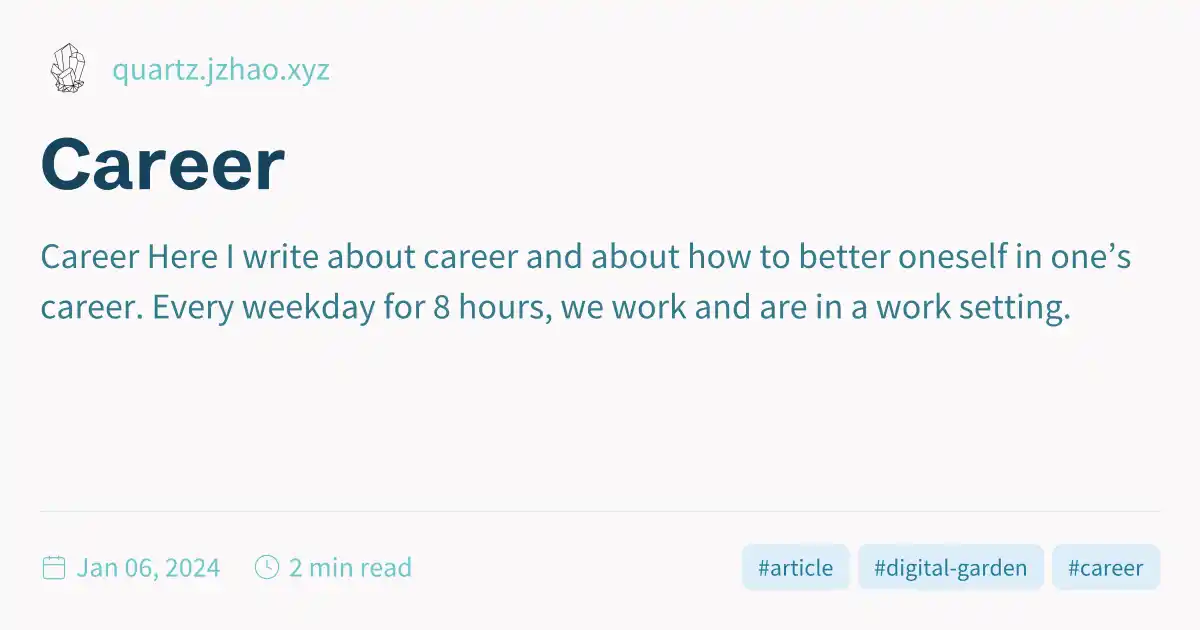 quartz.jzhao.xyz
Career
Career Here I write about career and about how to better oneself in one’s
career. Every weekday for 8 hours, we work and are in a work setting.
Jan 06, 2024 2 min read #article #digital-garden #career